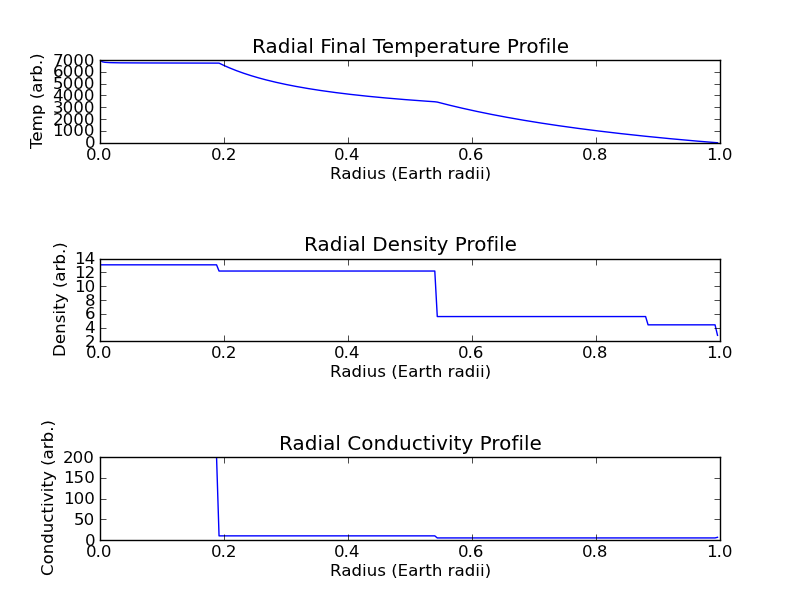 Radial Final Temperature Profile
Temp (arb.)
7000
6000
5000
4000
3000
2000
1000
0
0.0 0.2 0.4 0.6 0.8 1.0
Radius (Earth radii)
Radial Density Profile
Density (arb.)
14
12
10
8
6
4
2
0.0 0.2 0.4 0.6 0.8 1.0
Radius (Earth radii)
Radial Conductivity Profile
Conductivity (arb.)
200
150
100
50
0
0.0 0.2 0.4 0.6 0.8 1.0
Radius (Earth radii)